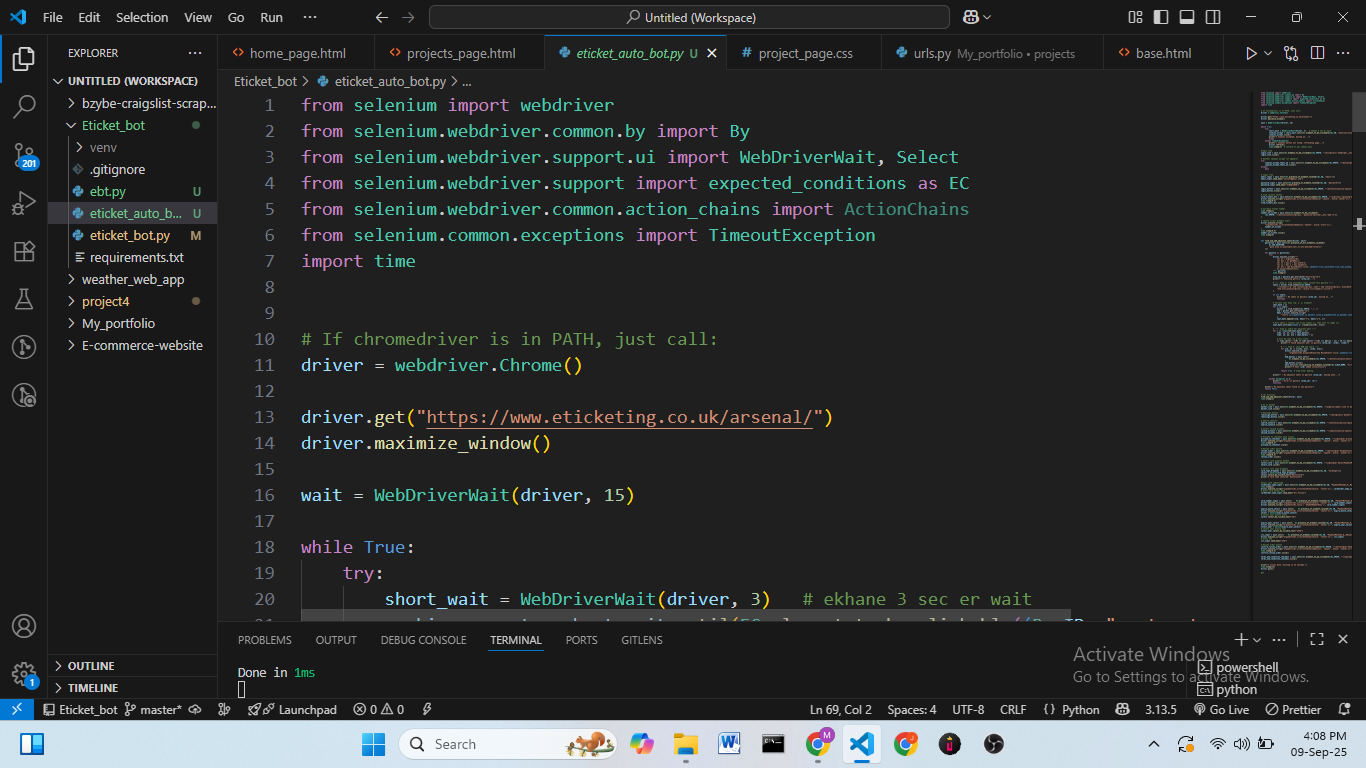 File Edit Selection View Go Run ··· Untitled (Workspace)
EXPLORER ···
UNTITLED (WORKSPACE)
bzybe-craigslist-scrap...
Eticket_bot
venv
.gitignore
ebt.py U
eticket_auto_b... U
eticket_bot.py M
requirements.txt
weather_web_app
project4
My_portfolio
E-commerce-website
OUTLINE
TIMELINE
201
1
home_page.html projects_page.html eticket_auto_bot.py U project_page.css urls.py My_portfolio • projects base.html
Eticket_bot > eticket_auto_bot.py > ...
1 from selenium import webdriver
2 from selenium.webdriver.common.by import By
3 from selenium.webdriver.support.ui import WebDriverWait, Select
4 from selenium.webdriver.support import expected_conditions as EC
5 from selenium.webdriver.common.action_chains import ActionChains
6 from selenium.common.exceptions import TimeoutException
7 import time
8
9
10 # If chromedriver is in PATH, just call:
11 driver = webdriver.Chrome()
12
13 driver.get("https://www.eticketing.co.uk/arsenal/")
14 driver.maximize_window()
15
16 wait = WebDriverWait(driver, 15)
17
18 while True:
19 try:
20 short_wait = WebDriverWait(driver, 3) # ekhane 3 sec er wait
PROBLEMS OUTPUT DEBUG CONSOLE TERMINAL PORTS GITLENS
Done in 1ms
powershell
python
Activate Windows
Go to Settings to activate Windows.
Eticket_bot master* Launchpad 0 0 Ln 69, Col 2 Spaces: 4 UTF-8 CRLF {} Python 3.13.5 Go Live Prettier
Search
4:08 PM
09-Sep-25